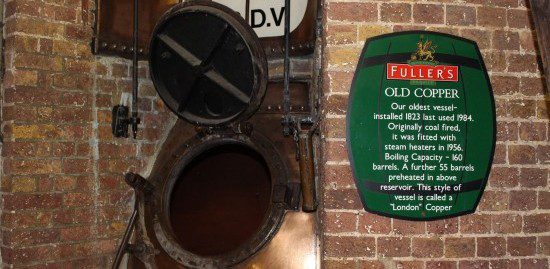 D.V
FULLER'S
OLD COPPER
Our oldest vessel-
installed 1823 last used 1984.
Originally coal fired,
it was fitted with
steam heaters in 1956.
Boiling Capacity - 160
barrels. A further 55 barrels
preheated in above
reservoir. This style of
vessel is called a
"London" Copper